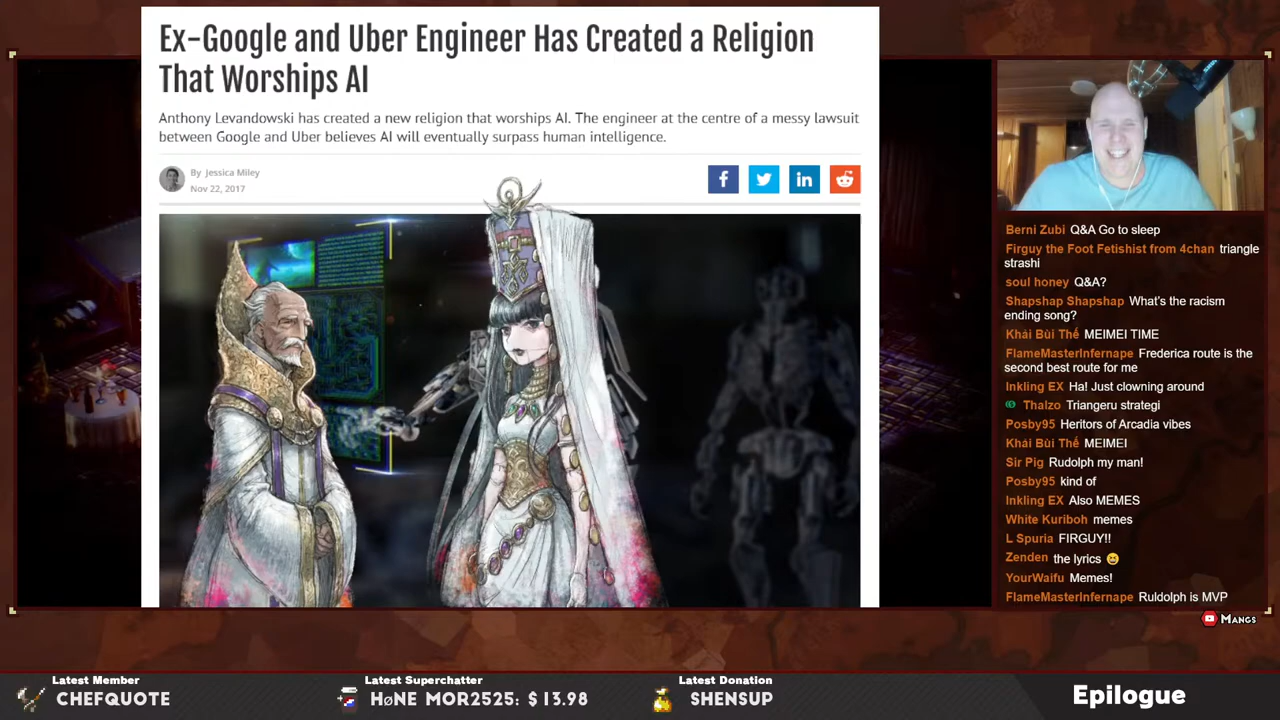 Ex-Google and Uber Engineer Has Created a Religion
That Worships AI
Anthony Levandowski has created a new religion that worships AI. The engineer at the centre of a messy lawsuit
between Google and Uber believes AI will eventually surpass human intelligence.
By Jessica Miley
Nov 22, 2017
Berni Zubi Q&A Go to sleep
Firguy the Foot Fetishist from 4chan triangle
strashi
soul honey Q&A?
Shapshap Shapshap What's the racism
ending song?
Khải Bùi Thế MEIMEI TIME
FlameMasterInfernape Frederica route is the
second best route for me
Inkling EX Ha! Just clowning around
Thalzo Triangeru strategi
Posby95 Heritors of Arcadia vibes
Khải Bùi Thế MEIMEI
Sir Pig Rudolph my man!
Posby95 kind of
Inkling EX Also MEMES
White Kuriboh memes
L Spuria FIRGUY!!
Zenden the lyrics
YourWaifu Memes!
FlameMasterInfernape Ruldolph is MVP
MANGS
Latest Member
CHEFQUOTE
Latest Superchatter
HØNE MOR2525: $13.98
Latest Donation
SHENSUP
Epilogue